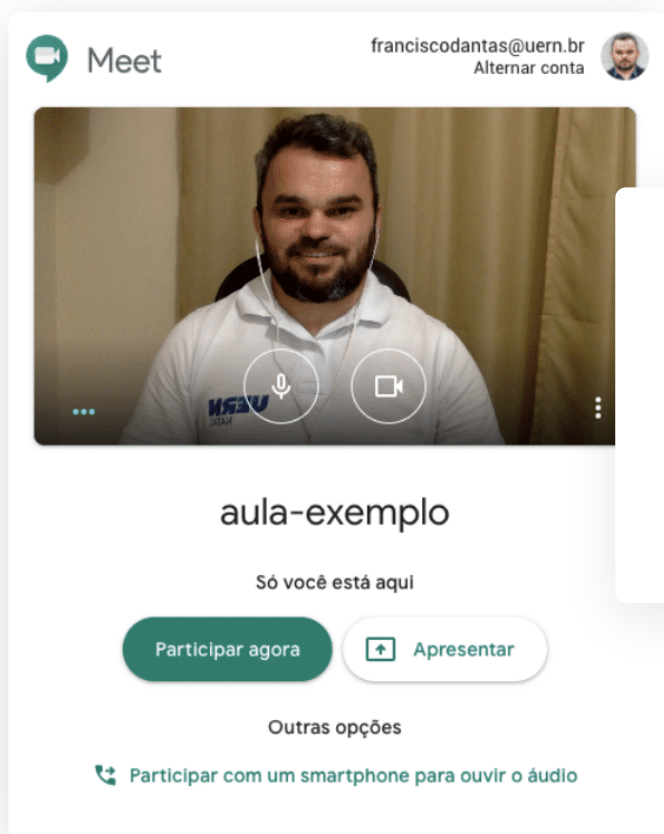 Meet
franciscodantas@uern.br
Alternar conta
UERN
NATAL
aula-exemplo
Só você está aqui
Participar agora
Apresentar
Outras opções
Participar com um smartphone para ouvir o áudio